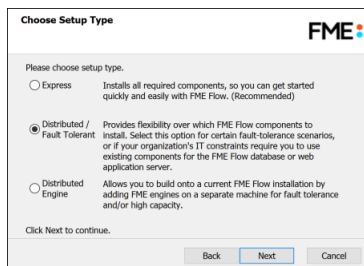 Choose Setup Type
FME
Please choose setup type.
Express
Installs all required components, so you can get started
quickly and easily with FME Flow. (Recommended)
Distributed /
Fault Tolerant
Provides flexibility over which FME Flow components to
install. Select this option for certain fault-tolerance scenarios,
or if your organization's IT constraints require you to use
existing components for the FME Flow database or web
application server.
Distributed
Engine
Allows you to build onto a current FME Flow installation by
adding FME engines on a separate machine for fault tolerance
and/or high capacity.
Click Next to continue.
Back
Next
Cancel